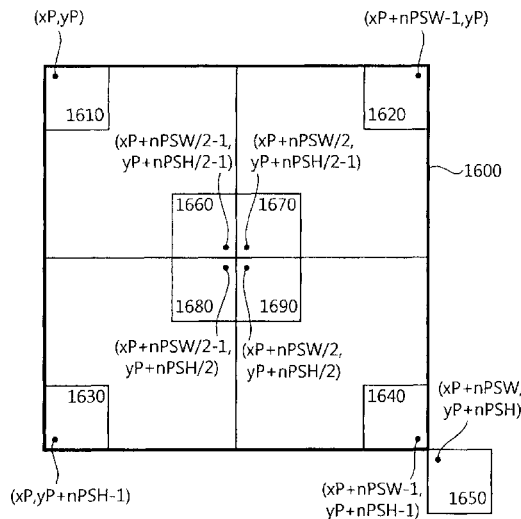 (xP,yP)
(xP+nPSW-1,yP)
1610
1620
(xP+nPSW/2-1,
yP+nPSH/2-1)
(xP+nPSW/2,
yP+nPSH/2-1)
1600
1660
1670
1680
1690
(xP+nPSW/2-1,
yP+nPSH/2)
(xP+nPSW/2,
yP+nPSH/2)
1630
1640
(xP+nPSW,
yP+nPSH)
(xP,yP+nPSH-1)
(xP+nPSW-1,
yP+nPSH-1)
1650